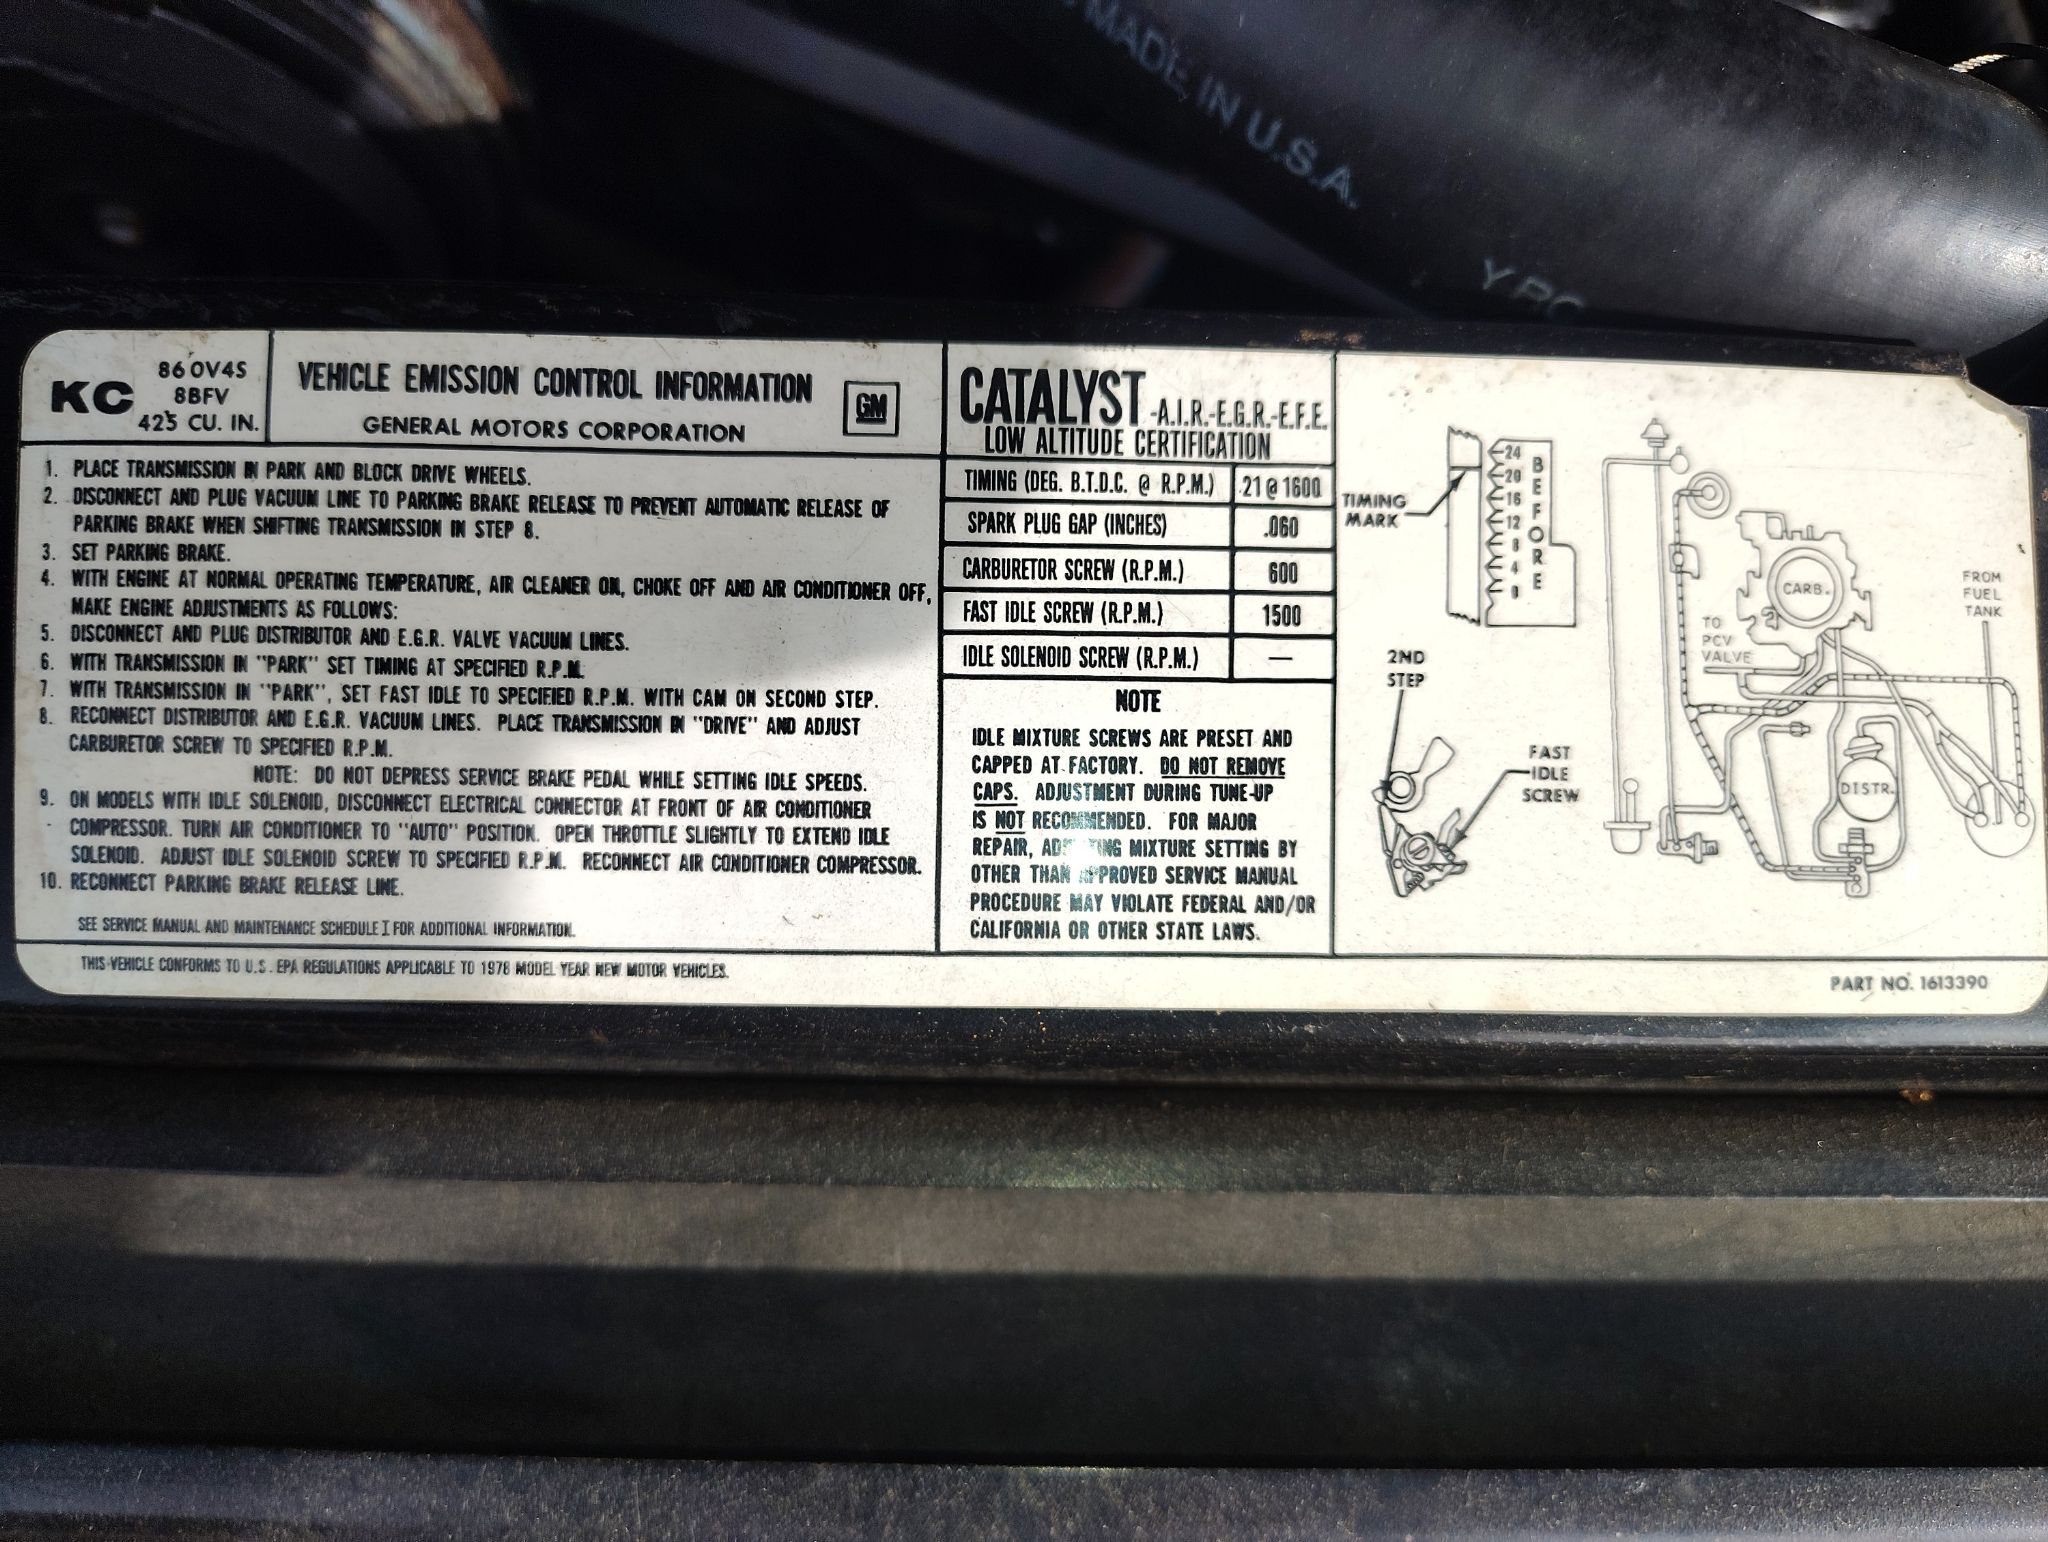 MADE IN U.S.A.
KC
860V4S
8BFV
425 CU. IN.
VEHICLE EMISSION CONTROL INFORMATION
GENERAL MOTORS CORPORATION
GM
1. PLACE TRANSMISSION IN PARK AND BLOCK DRIVE WHEELS.
2. DISCONNECT AND PLUG VACUUM LINE TO PARKING BRAKE RELEASE TO PREVENT AUTOMATIC RELEASE OF
PARKING BRAKE WHEN SHIFTING TRANSMISSION IN STEP 8.
3. SET PARKING BRAKE.
4. WITH ENGINE AT NORMAL OPERATING TEMPERATURE, AIR CLEANER ON, CHOKE OFF AND AIR CONDITIONER OFF,
MAKE ENGINE ADJUSTMENTS AS FOLLOWS:
5. DISCONNECT AND PLUG DISTRIBUTOR AND E.G.R. VALVE VACUUM LINES.
6. WITH TRANSMISSION IN "PARK" SET TIMING AT SPECIFIED R.P.M.
7. WITH TRANSMISSION IN "PARK", SET FAST IDLE TO SPECIFIED R.P.M. WITH CAM ON SECOND STEP.
8. RECONNECT DISTRIBUTOR AND E.G.R. VACUUM LINES. PLACE TRANSMISSION IN "DRIVE" AND ADJUST
CARBURETOR SCREW TO SPECIFIED R.P.M.
NOTE: DO NOT DEPRESS SERVICE BRAKE PEDAL WHILE SETTING IDLE SPEEDS.
9. ON MODELS WITH IDLE SOLENOID, DISCONNECT ELECTRICAL CONNECTOR AT FRONT OF AIR CONDITIONER
COMPRESSOR. TURN AIR CONDITIONER TO "AUTO" POSITION. OPEN THROTTLE SLIGHTLY TO EXTEND IDLE
SOLENOID. ADJUST IDLE SOLENOID SCREW TO SPECIFIED R.P.M. RECONNECT AIR CONDITIONER COMPRESSOR.
10. RECONNECT PARKING BRAKE RELEASE LINE.
SEE SERVICE MANUAL AND MAINTENANCE SCHEDULE I FOR ADDITIONAL INFORMATION.
THIS VEHICLE CONFORMS TO U.S. EPA REGULATIONS APPLICABLE TO 1978 MODEL YEAR NEW MOTOR VEHICLES.
CATALYST -A.I.R.-E.G.R.-E.F.E.
LOW ALTITUDE CERTIFICATION
TIMING (DEG. B.T.D.C. @ R.P.M.) 21 @ 1600
SPARK PLUG GAP (INCHES) .060
CARBURETOR SCREW (R.P.M.) 600
FAST IDLE SCREW (R.P.M.) 1500
IDLE SOLENOID SCREW (R.P.M.) —
NOTE
IDLE MIXTURE SCREWS ARE PRESET AND
CAPPED AT FACTORY. DO NOT REMOVE
CAPS. ADJUSTMENT DURING TUNE-UP
IS NOT RECOMMENDED. FOR MAJOR
REPAIR, MIXTURE SETTING BY
OTHER THAN APPROVED SERVICE MANUAL
PROCEDURE MAY VIOLATE FEDERAL AND/OR
CALIFORNIA OR OTHER STATE LAWS.
TIMING
MARK
24
20
16
12
8
4
0
BEFORE
2ND
STEP
FAST
IDLE
SCREW
CARB.
TO
PCV
VALVE
DISTR.
FROM
FUEL
TANK
PART NO. 1613390